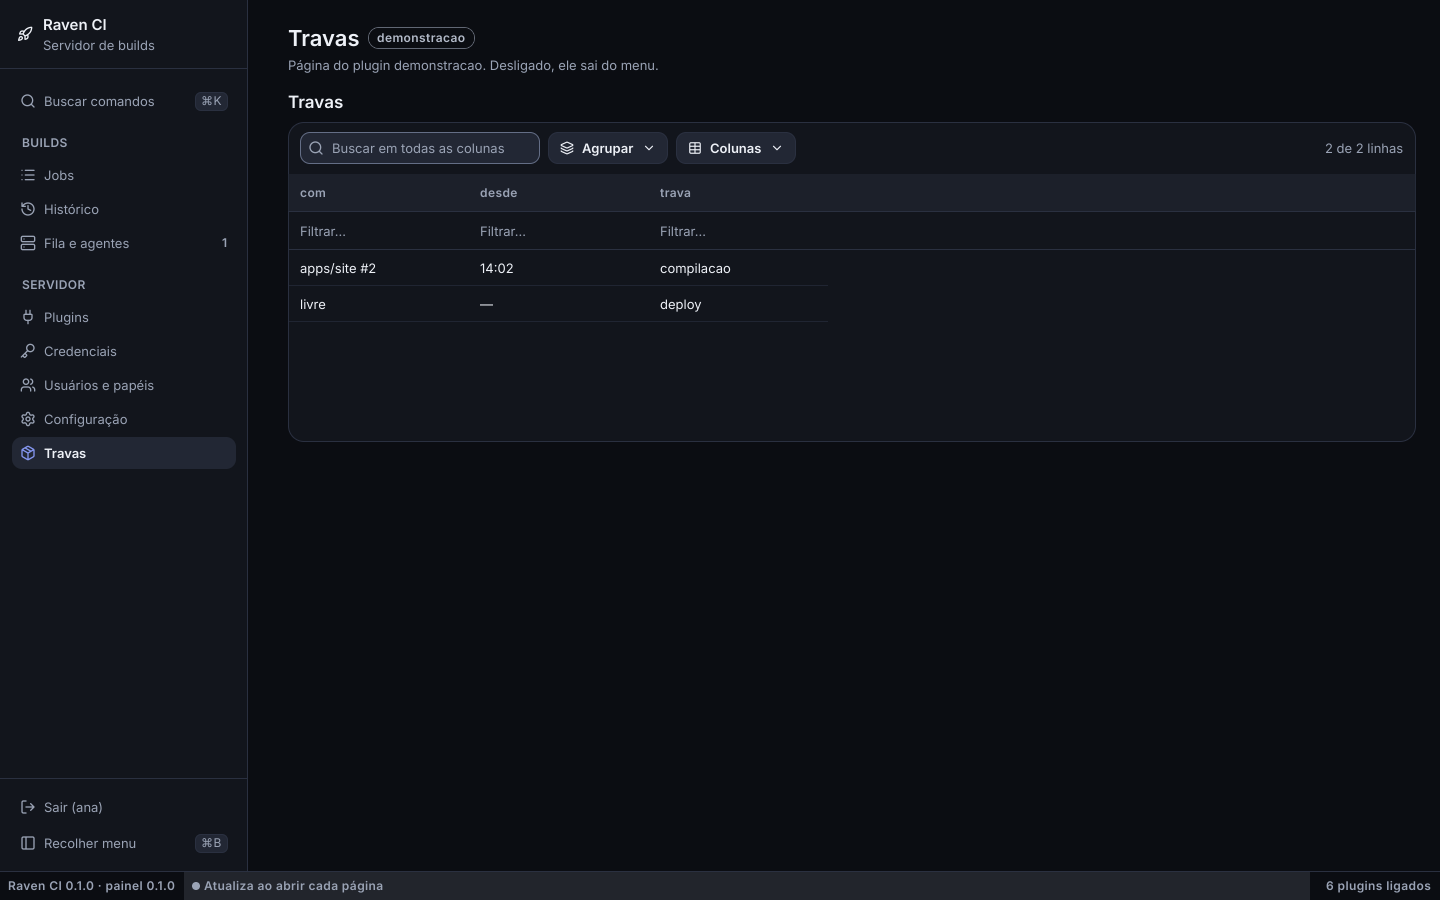 Raven CI
Servidor de builds
Buscar comandos ⌘K
BUILDS
Jobs
Histórico
Fila e agentes 1
SERVIDOR
Plugins
Credenciais
Usuários e papéis
Configuração
Travas
Sair (ana)
Recolher menu ⌘B
Travas demonstracao
Página do plugin demonstracao. Desligado, ele sai do menu.
Travas
Buscar em todas as colunas Agrupar Colunas 2 de 2 linhas
com desde trava
Filtrar... Filtrar... Filtrar...
apps/site #2 14:02 compilacao
livre — deploy
Raven CI 0.1.0 · painel 0.1.0 Atualiza ao abrir cada página 6 plugins ligados